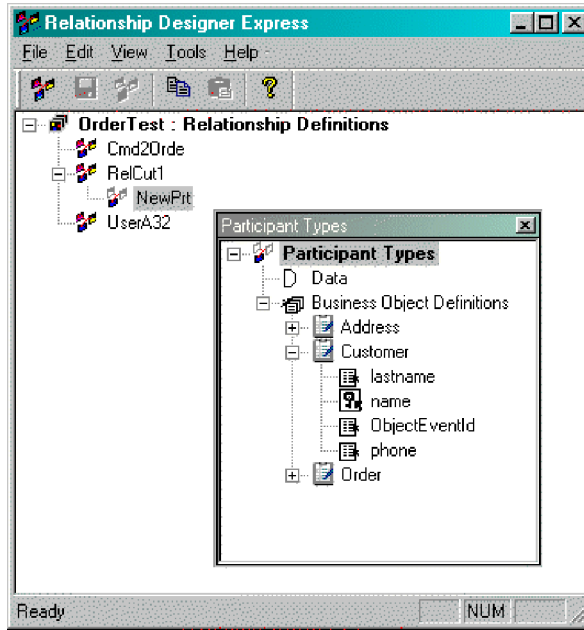 Relationship Designer Express
File Edit View Tools Help
OrderTest : Relationship Definitions
Cmd2Orde
RelCut1
NewPrt
UserA32
Participant Types
Participant Types
Data
Business Object Definitions
Address
Customer
lastname
name
ObjectEventId
phone
Order
Ready NUM